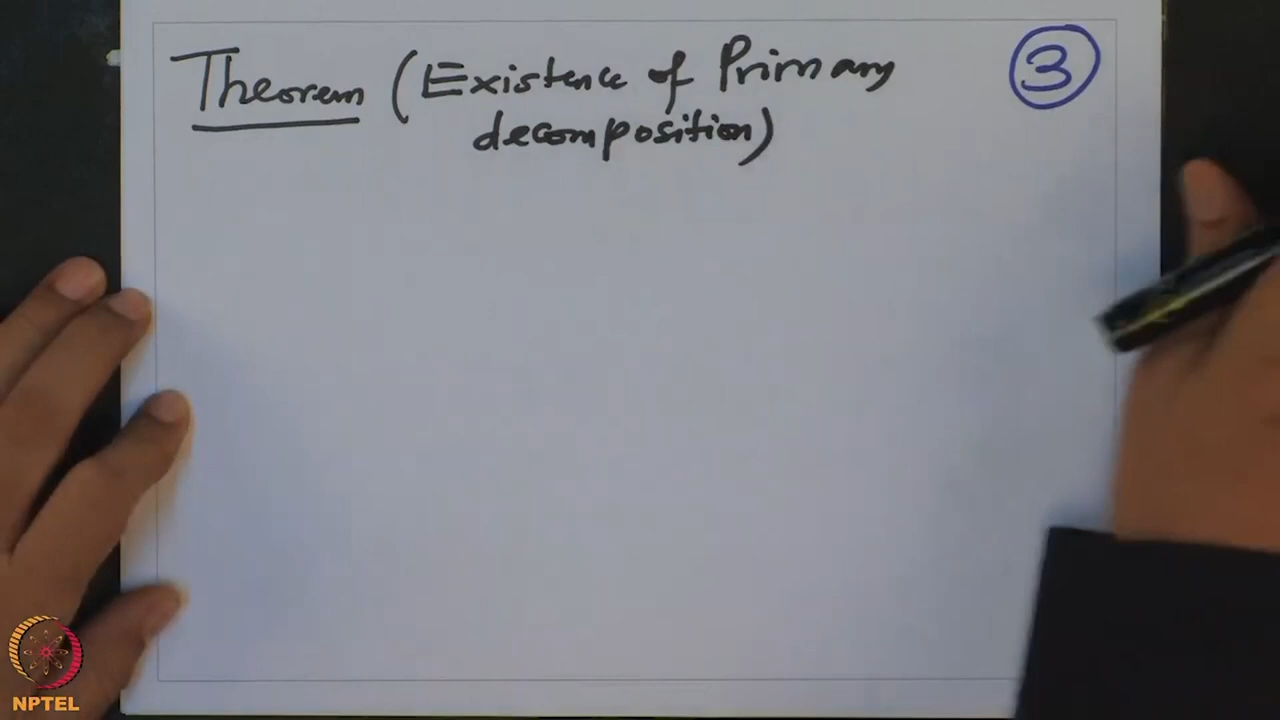 Theorem (Existence of Primary
decomposition)
3
NPTEL